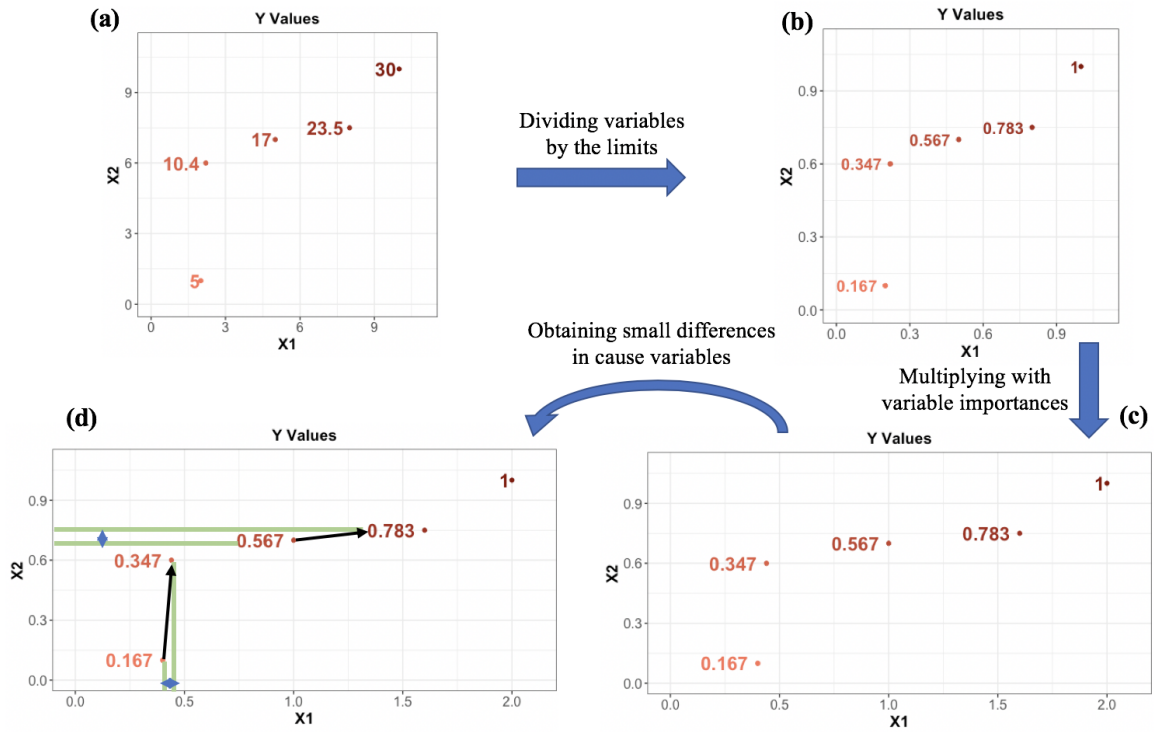 (a)
Y Values
X2
9
6
3
0
30
23.5
17
10.4
5
0
3
6
9
X1
Dividing variables
by the limits
(b)
Y Values
X2
0.9
0.6
0.3
0.0
1
0.783
0.567
0.347
0.167
0.0
0.3
0.6
0.9
X1
Multiplying with
variable importances
(c)
Y Values
X2
0.9
0.6
0.3
0.0
1
0.783
0.567
0.347
0.167
0.0
0.5
1.0
1.5
2.0
X1
Obtaining small differences
in cause variables
(d)
Y Values
X2
0.9
0.6
0.3
0.0
1
0.783
0.567
0.347
0.167
0.0
0.5
1.0
1.5
2.0
X1